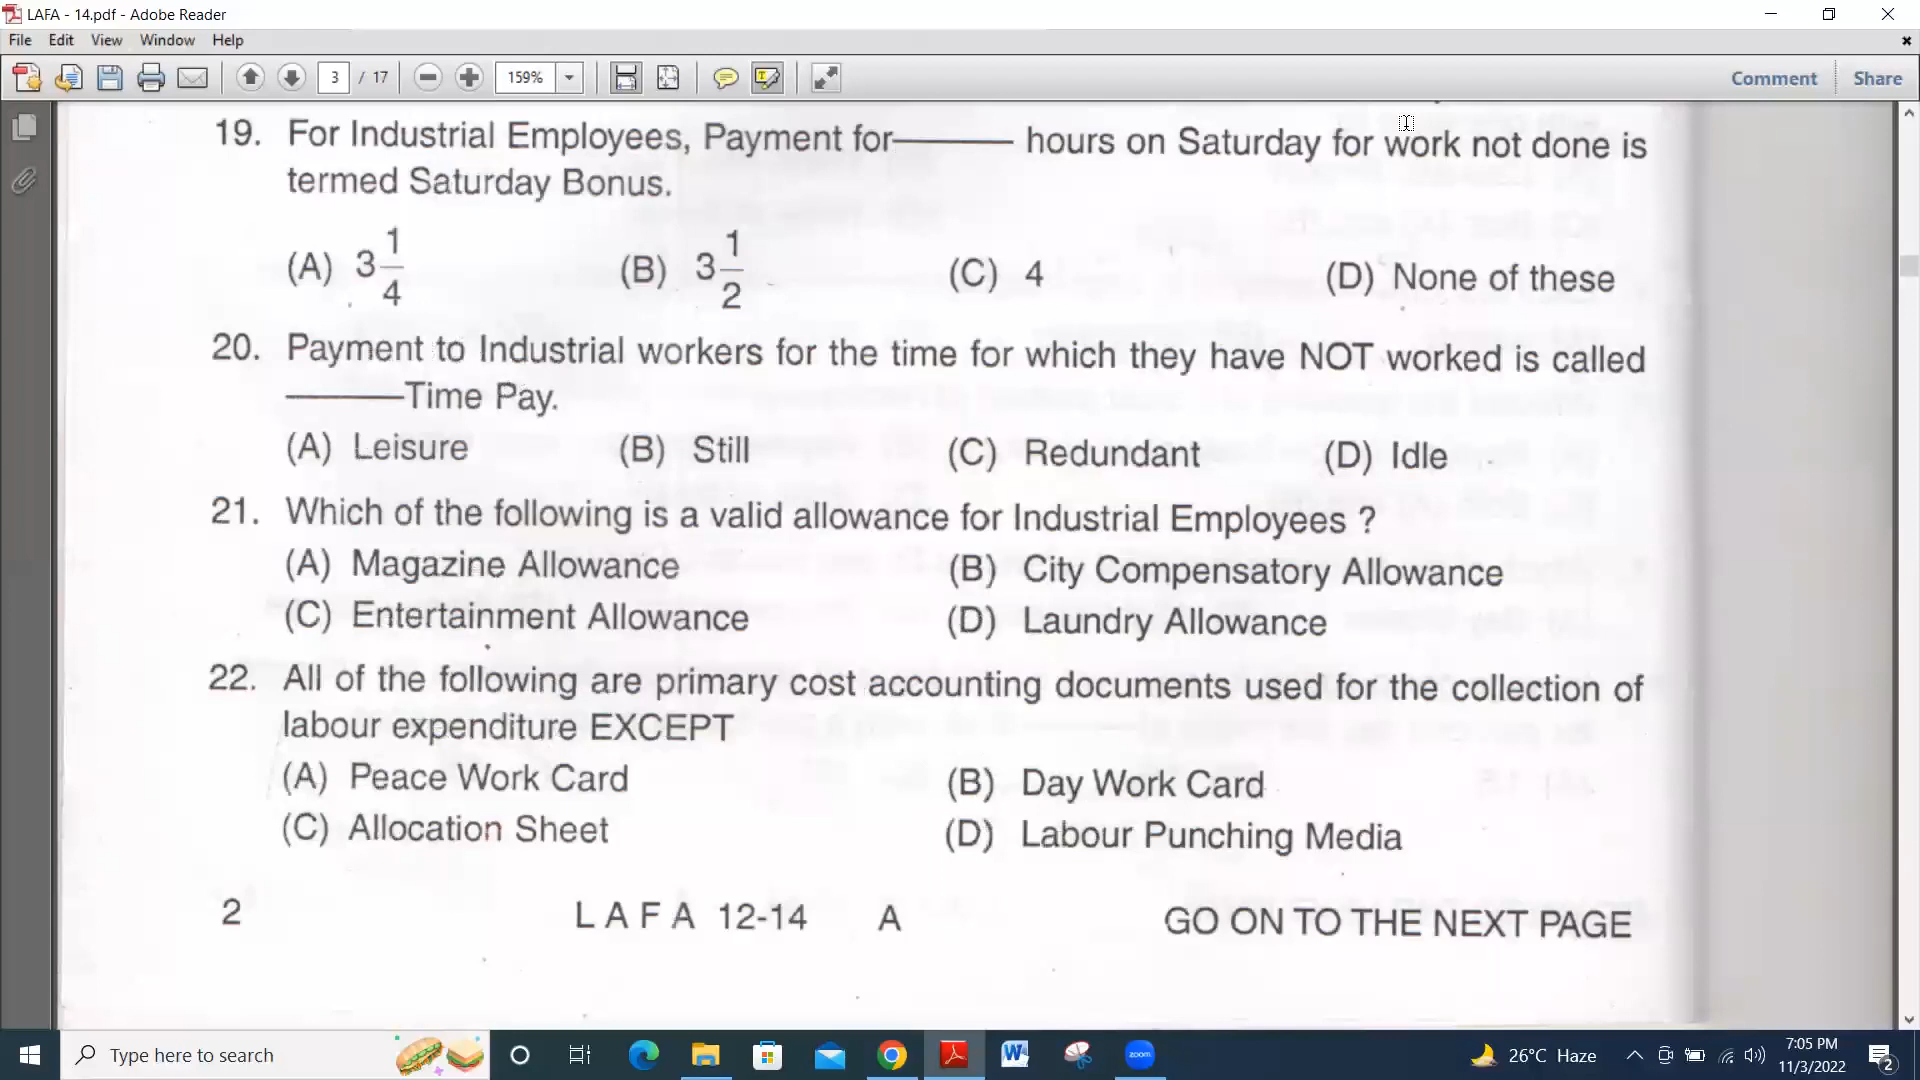 LAFA - 14.pdf - Adobe Reader
File Edit View Window Help
3 / 17 159% Comment Share
19. For Industrial Employees, Payment for——— hours on Saturday for work not done is
termed Saturday Bonus.
(A) 3 1/4 (B) 3 1/2 (C) 4 (D) None of these
20. Payment to Industrial workers for the time for which they have NOT worked is called
———Time Pay.
(A) Leisure (B) Still (C) Redundant (D) Idle
21. Which of the following is a valid allowance for Industrial Employees ?
(A) Magazine Allowance (B) City Compensatory Allowance
(C) Entertainment Allowance (D) Laundry Allowance
22. All of the following are primary cost accounting documents used for the collection of
labour expenditure EXCEPT
(A) Peace Work Card (B) Day Work Card
(C) Allocation Sheet (D) Labour Punching Media
2 L A F A 12-14 A GO ON TO THE NEXT PAGE
Type here to search zoom 26°C Haze 7:05 PM
11/3/2022 2